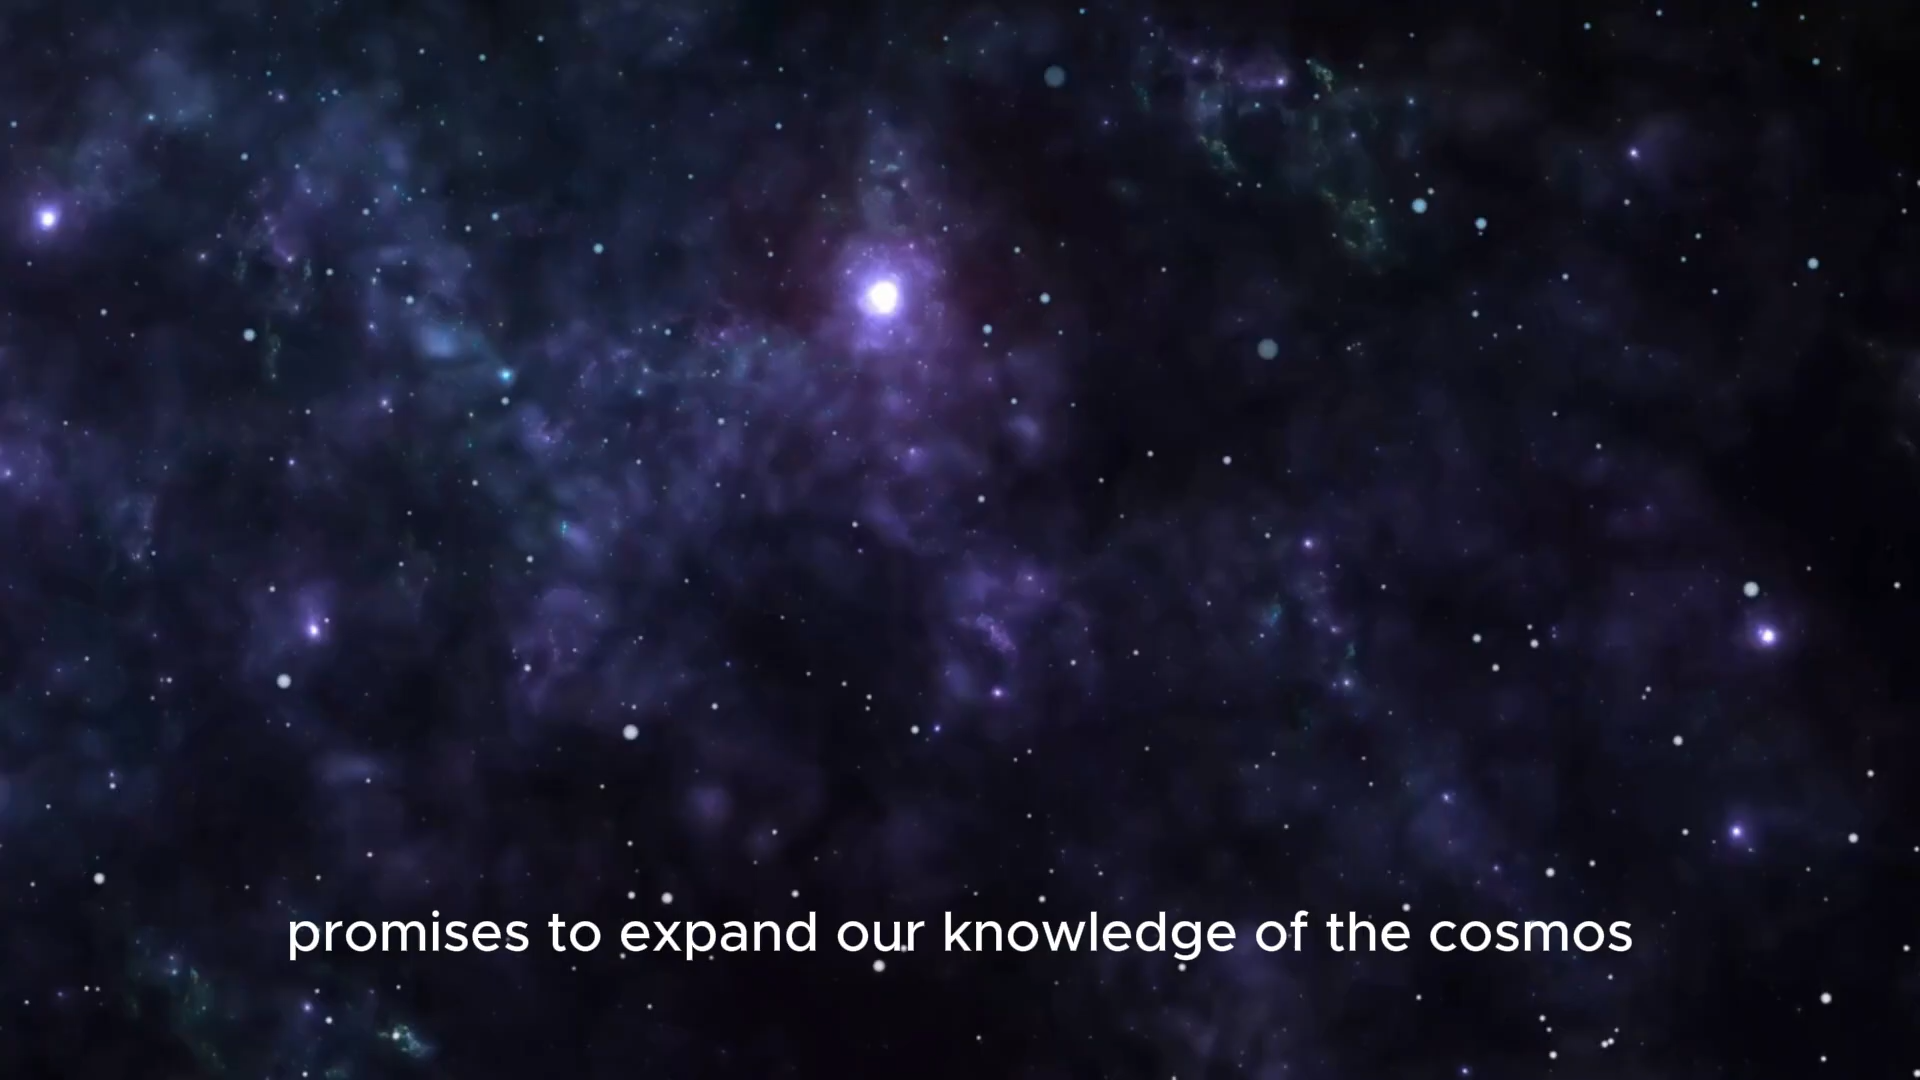 promises to expand our knowledge of the cosmos